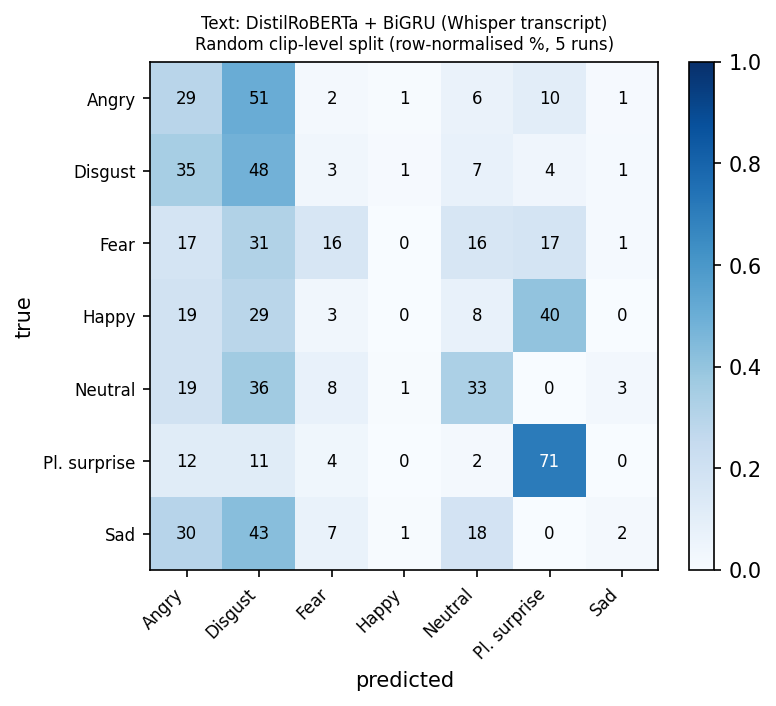 Text: DistilRoBERTa + BiGRU (Whisper transcript)
Random clip-level split (row-normalised %, 5 runs)
Angry 29 51 2 1 6 10 1
Disgust 35 48 3 1 7 4 1
Fear 17 31 16 0 16 17 1
Happy 19 29 3 0 8 40 0
Neutral 19 36 8 1 33 0 3
Pl. surprise 12 11 4 0 2 71 0
Sad 30 43 7 1 18 0 2
Angry Disgust Fear Happy Neutral Pl. surprise Sad
predicted
true
1.0
0.8
0.6
0.4
0.2
0.0